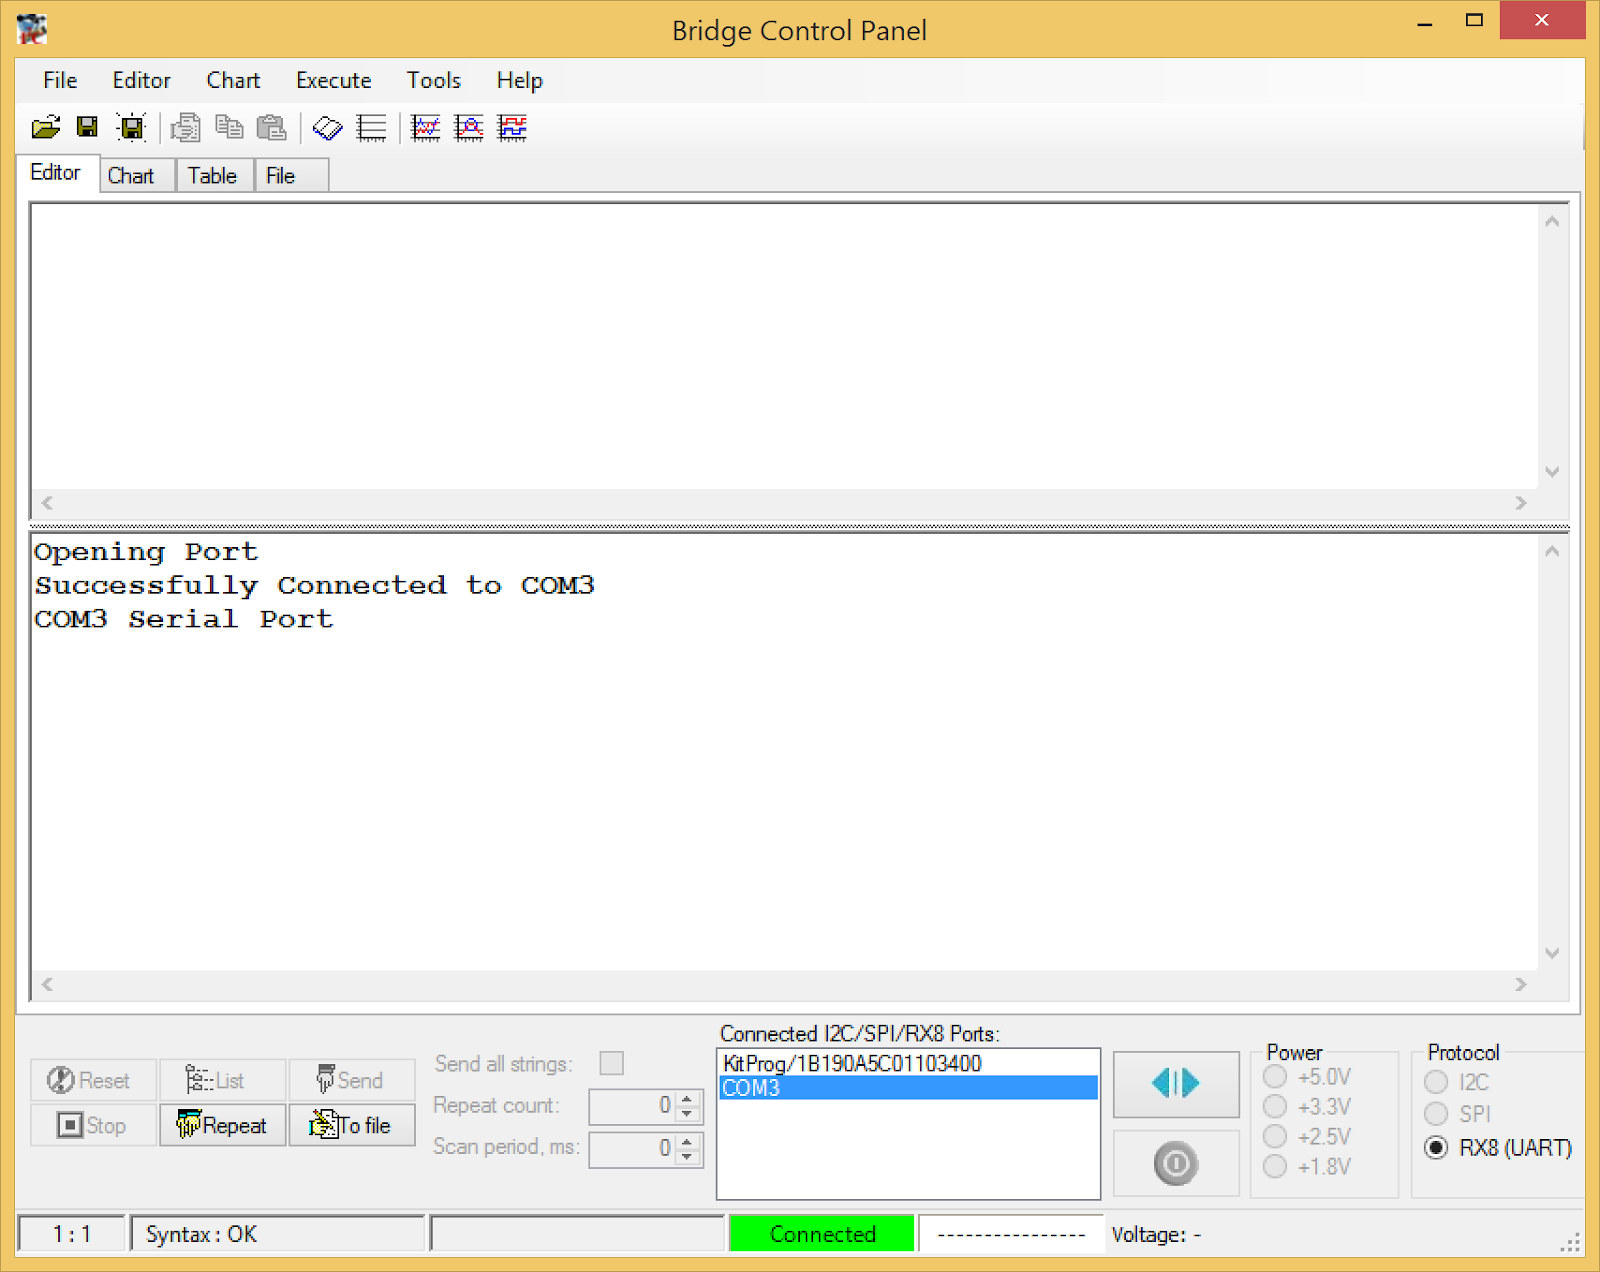 Bridge Control Panel
File Editor Chart Execute Tools Help
Editor Chart Table File
Opening Port
Successfully Connected to COM3
COM3 Serial Port
Connected I2C/SPI/RX8 Ports:
KitProg/1B190A5C01103400
COM3
Reset List Send
Stop Repeat To file
Send all strings:
Repeat count: 0
Scan period, ms: 0
Power
+5.0V
+3.3V
+2.5V
+1.8V
Protocol
I2C
SPI
RX8 (UART)
1 : 1 Syntax : OK Connected ---------------- Voltage: -